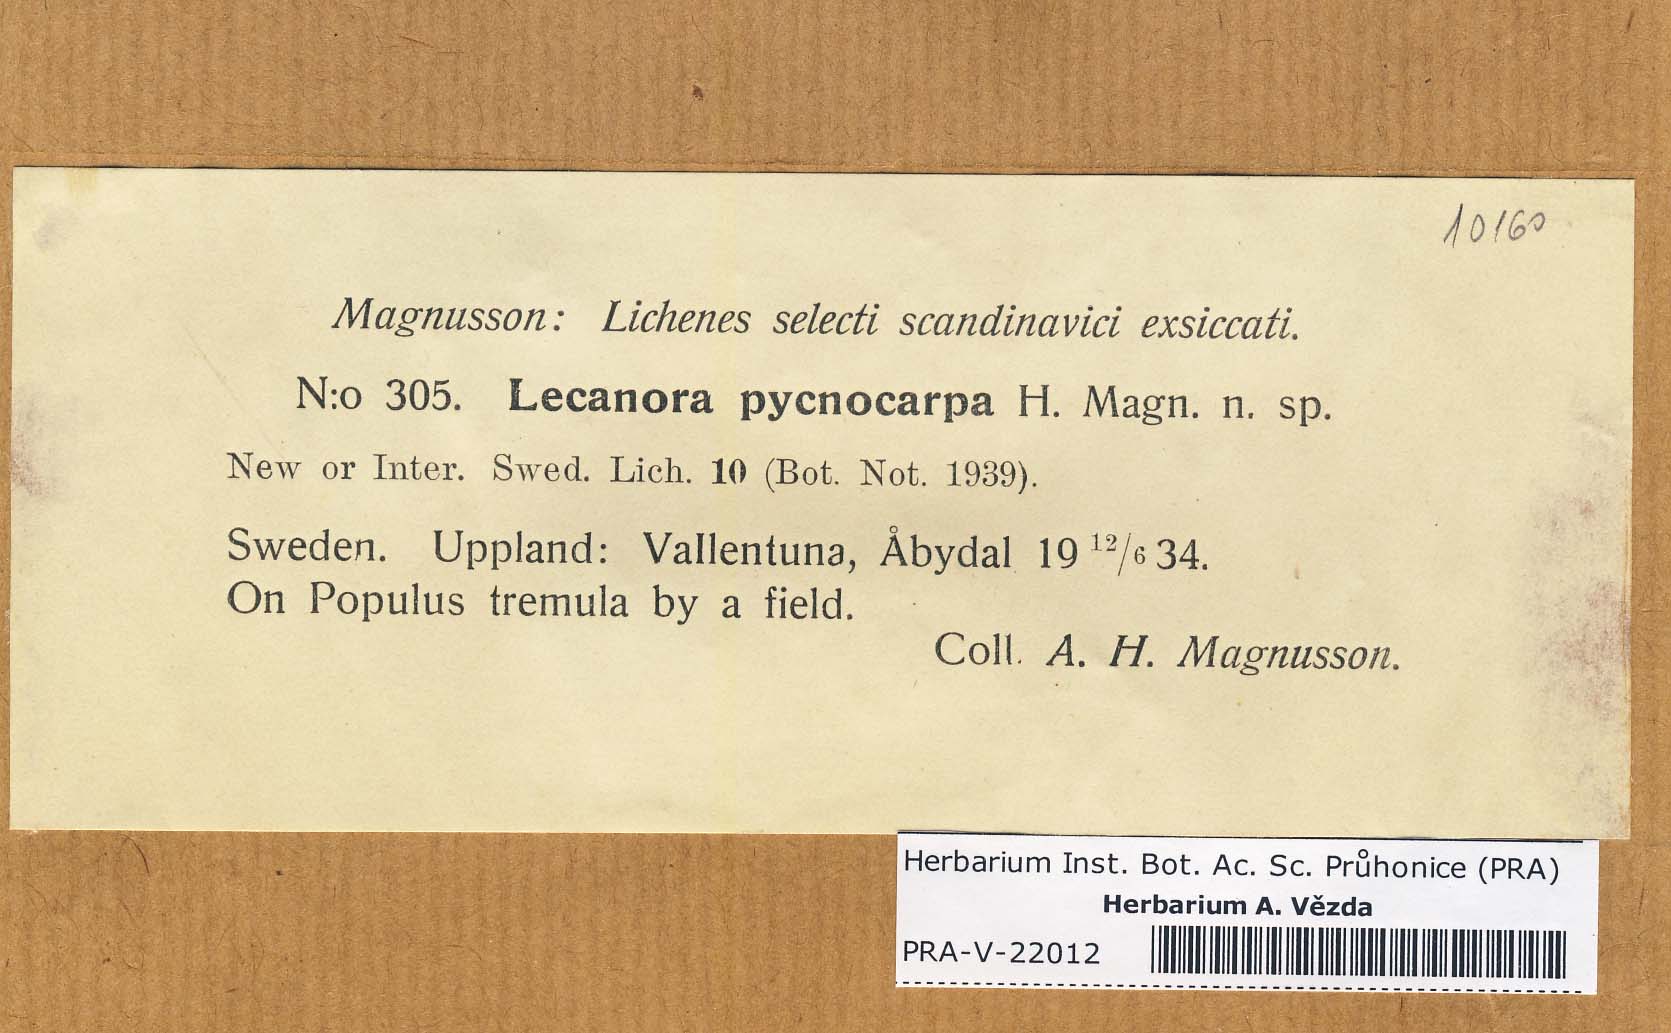 10160
Magnusson: Lichenes selecti scandinavici exsiccati.
N:o 305. Lecanora pycnocarpa H. Magn. n. sp.
New or Inter. Swed. Lich. 10 (Bot. Not. 1939).
Sweden. Uppland: Vallentuna, Åbydal 19 12/6 34.
On Populus tremula by a field.
Coll. A. H. Magnusson.
Herbarium Inst. Bot. Ac. Sc. Průhonice (PRA)
Herbarium A. Vězda
PRA-V-22012